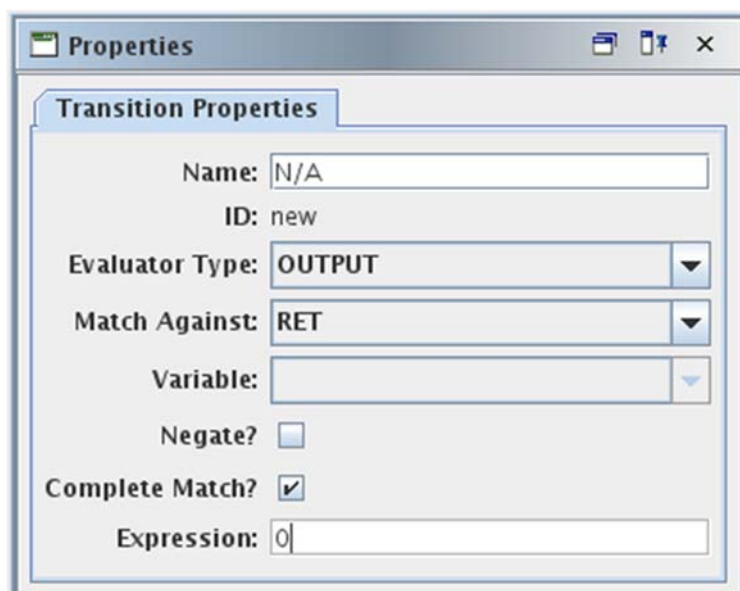 Properties
Transition Properties
Name: N/A
ID: new
Evaluator Type: OUTPUT
Match Against: RET
Variable:
Negate?
Complete Match?
Expression: 0